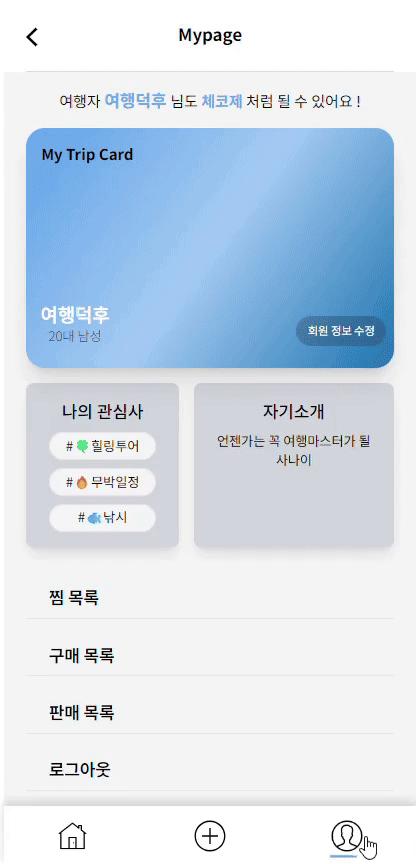 Mypage
여행자 여행덕후 님도 체코제 처럼 될 수 있어요 !
My Trip Card
여행덕후
20대 남성
회원 정보 수정
나의 관심사
# 🍀 힐링투어
# 🔥 무박일정
# 🐟 낚시
자기소개
언젠가는 꼭 여행마스터가 될
사나이
찜 목록
구매 목록
판매 목록
로그아웃